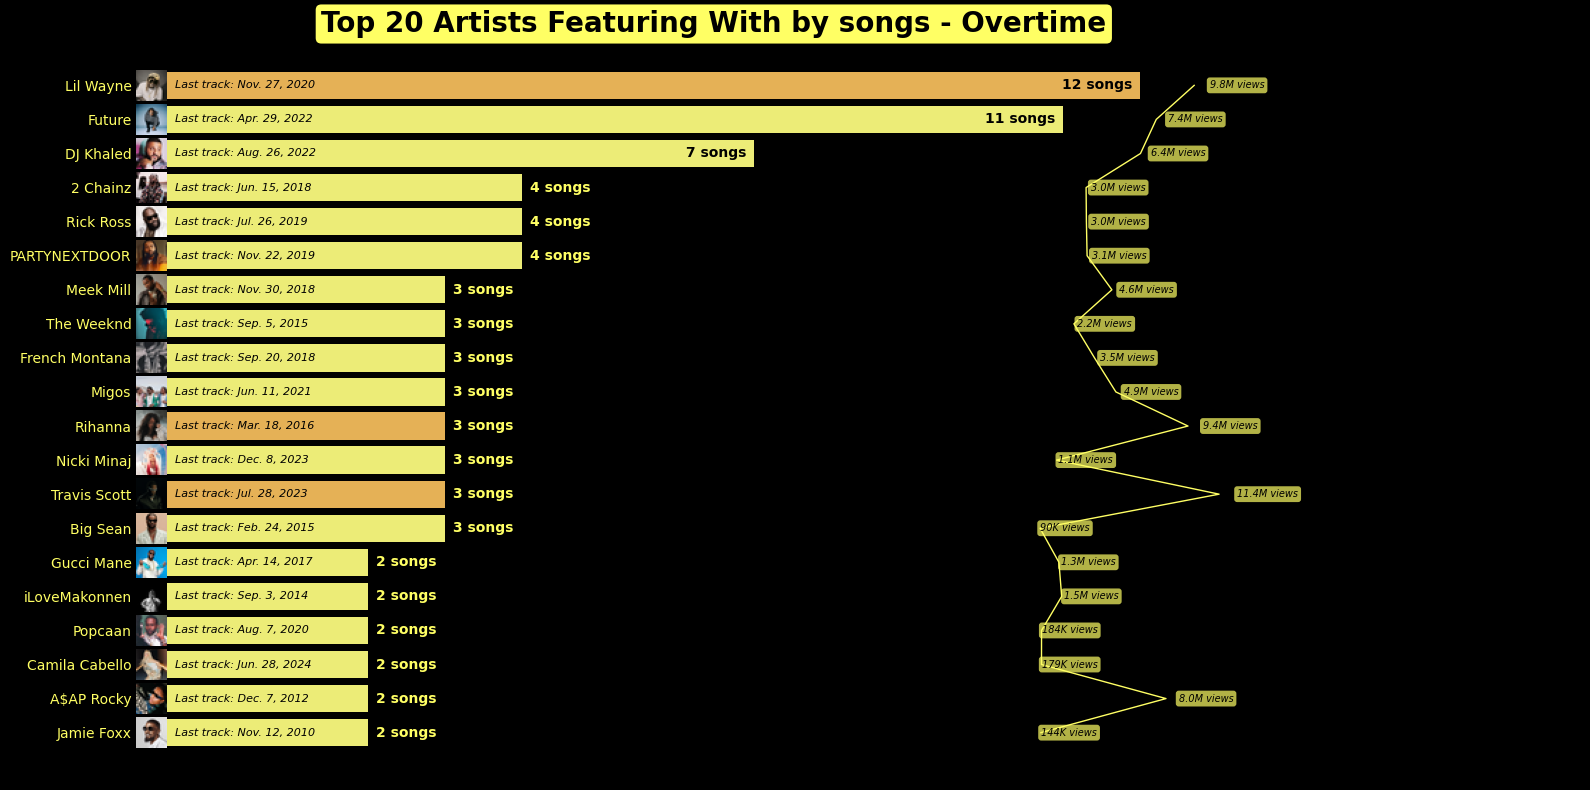 Top 20 Artists Featuring With by songs - Overtime
Lil Wayne Last track: Nov. 27, 2020 12 songs 9.8M views
Future Last track: Apr. 29, 2022 11 songs 7.4M views
DJ Khaled Last track: Aug. 26, 2022 7 songs 6.4M views
2 Chainz Last track: Jun. 15, 2018 4 songs 3.0M views
Rick Ross Last track: Jul. 26, 2019 4 songs 3.0M views
PARTYNEXTDOOR Last track: Nov. 22, 2019 4 songs 3.1M views
Meek Mill Last track: Nov. 30, 2018 3 songs 4.6M views
The Weeknd Last track: Sep. 5, 2015 3 songs 2.2M views
French Montana Last track: Sep. 20, 2018 3 songs 3.5M views
Migos Last track: Jun. 11, 2021 3 songs 4.9M views
Rihanna Last track: Mar. 18, 2016 3 songs 9.4M views
Nicki Minaj Last track: Dec. 8, 2023 3 songs 1.1M views
Travis Scott Last track: Jul. 28, 2023 3 songs 11.4M views
Big Sean Last track: Feb. 24, 2015 3 songs 90K views
Gucci Mane Last track: Apr. 14, 2017 2 songs 1.3M views
iLoveMakonnen Last track: Sep. 3, 2014 2 songs 1.5M views
Popcaan Last track: Aug. 7, 2020 2 songs 184K views
Camila Cabello Last track: Jun. 28, 2024 2 songs 179K views
A$AP Rocky Last track: Dec. 7, 2012 2 songs 8.0M views
Jamie Foxx Last track: Nov. 12, 2010 2 songs 144K views